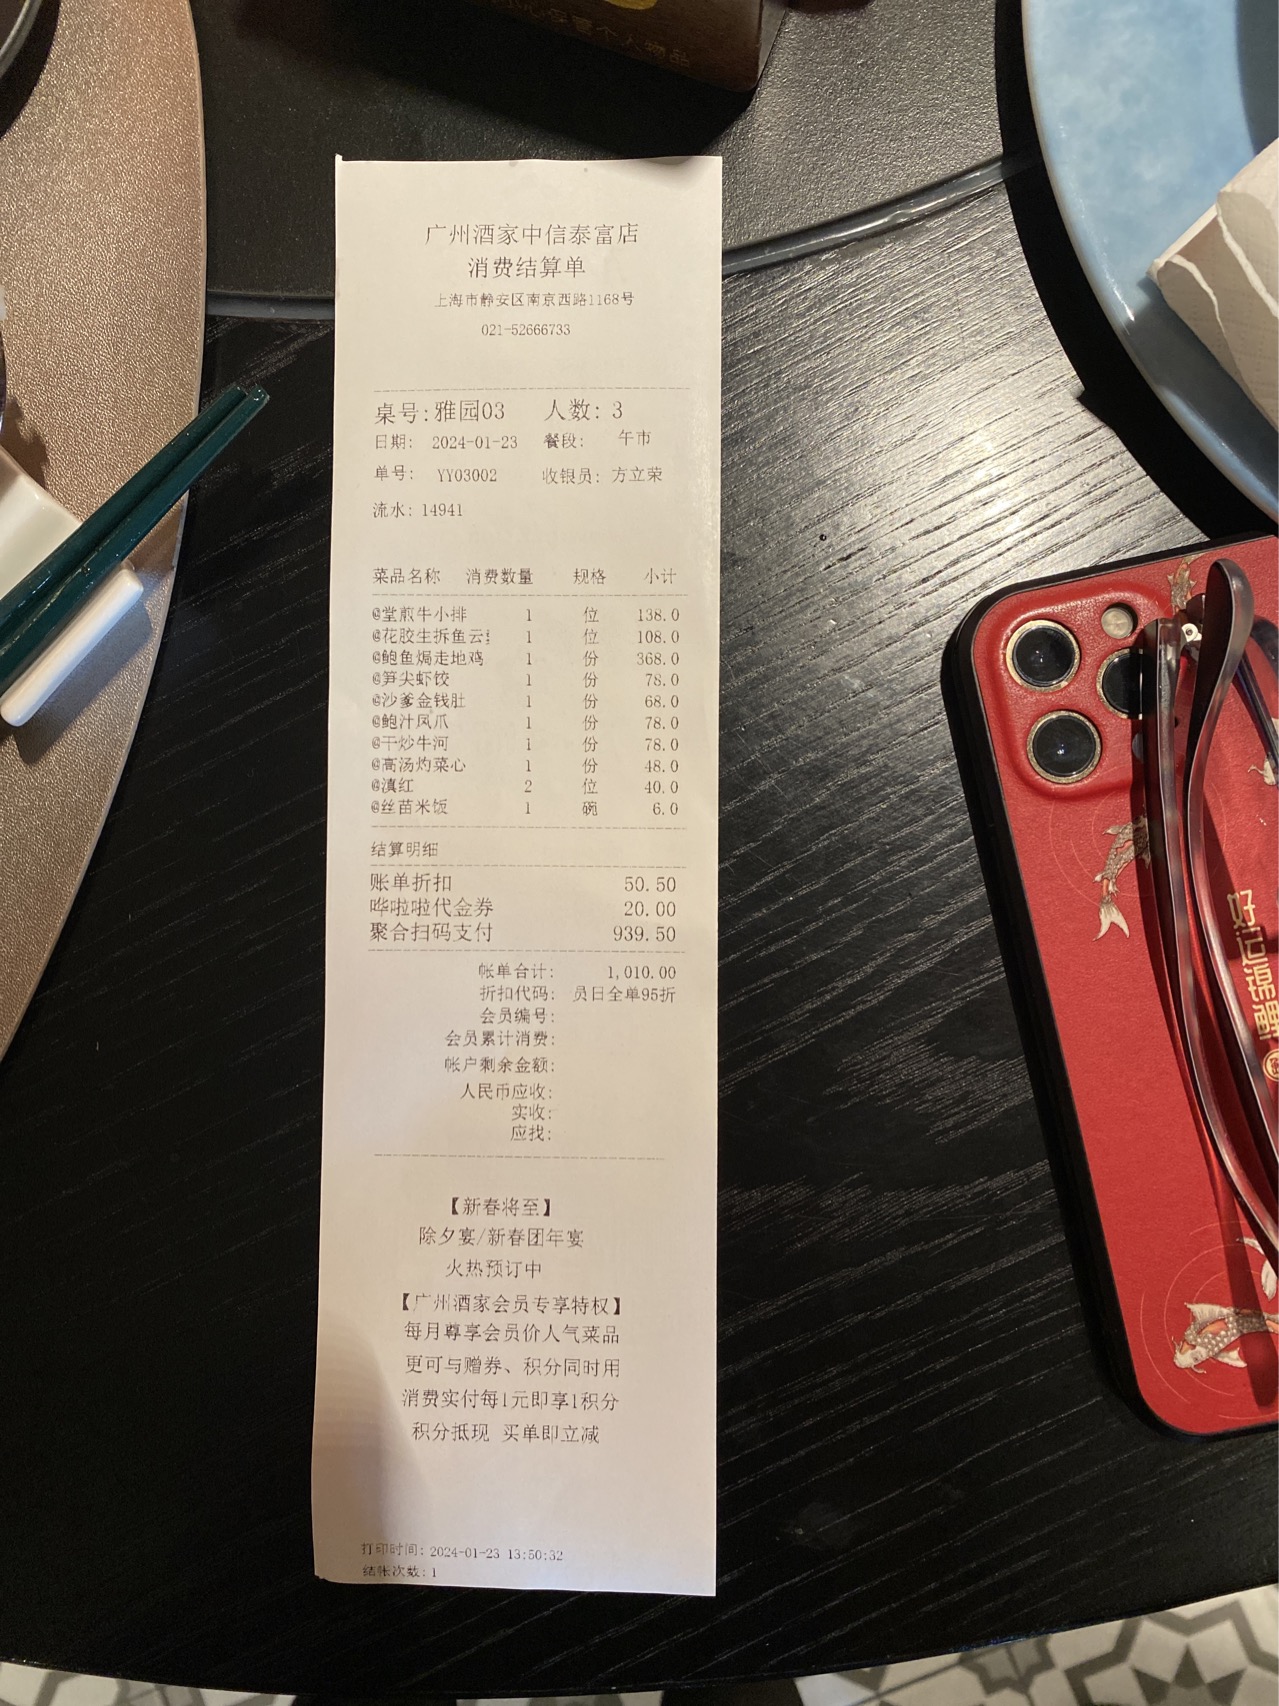 心保管个人物品
广州酒家中信泰富店
消费结算单
上海市静安区南京西路1168号
021-52666733
桌号:雅园03 人数: 3
日期: 2024-01-23 餐段: 午市
单号: YY03002 收银员: 方立荣
流水: 14941
菜品名称 消费数量 规格 小计
@堂煎牛小排 1 位 138.0
@花胶生拆鱼云 1 位 108.0
@鲍鱼焗走地鸡 1 份 368.0
@笋尖虾饺 1 份 78.0
@沙爹金钱肚 1 份 68.0
@鲍汁凤爪 1 份 78.0
@干炒牛河 1 份 78.0
@高汤灼菜心 1 份 48.0
@滇红 2 位 40.0
@丝苗米饭 1 碗 6.0
结算明细
账单折扣 50.50
哗啦啦代金券 20.00
聚合扫码支付 939.50
帐单合计: 1,010.00
折扣代码: 员日全单95折
会员编号:
会员累计消费:
帐户剩余金额:
人民币应收:
实收:
应找:
【新春将至】
除夕宴/新春团年宴
火热预订中
【广州酒家会员专享特权】
每月尊享会员价人气菜品
更可与赠券、积分同时用
消费实付每1元即享1积分
积分抵现 买单即立减
打印时间: 2024-01-23 13:50:32
结帐次数: 1
好运锦鲤